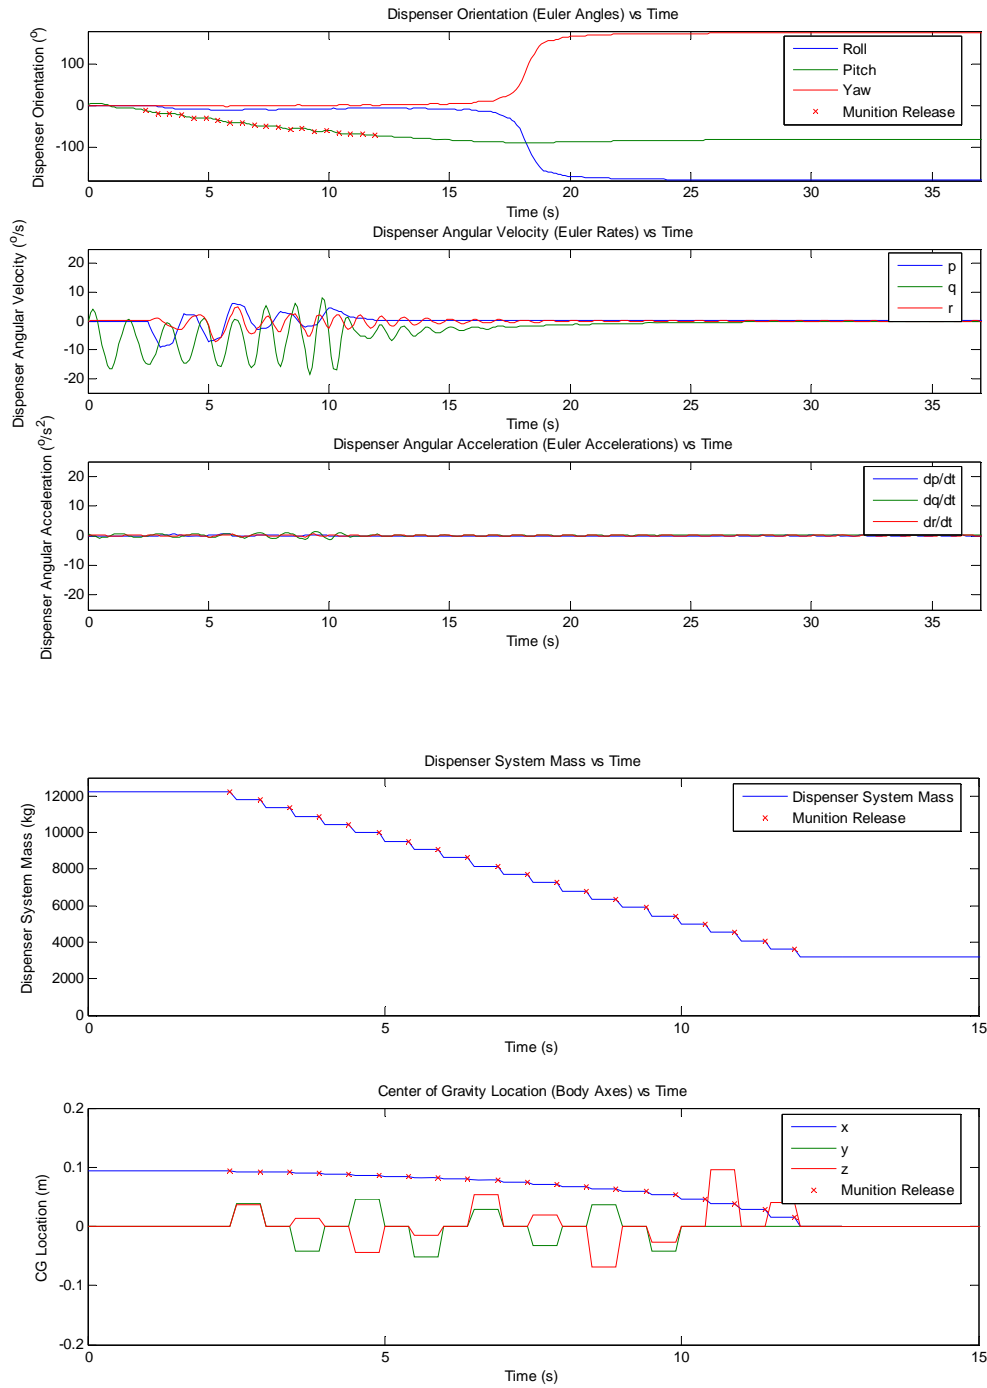 Dispenser Orientation (Euler Angles) vs Time
Dispenser Orientation (º)
100
0
-100
Roll
Pitch
Yaw
Munition Release
0 5 10 15 20 25 30 35
Time (s)
Dispenser Angular Velocity (Euler Rates) vs Time
Dispenser Angular Velocity (º/s)
20
10
0
-10
-20
p
q
r
0 5 10 15 20 25 30 35
Time (s)
Dispenser Angular Acceleration (Euler Accelerations) vs Time
Dispenser Angular Acceleration (º/s²)
20
10
0
-10
-20
dp/dt
dq/dt
dr/dt
0 5 10 15 20 25 30 35
Time (s)
Dispenser System Mass vs Time
Dispenser System Mass (kg)
12000
10000
8000
6000
4000
2000
0
Dispenser System Mass
Munition Release
0 5 10 15
Time (s)
Center of Gravity Location (Body Axes) vs Time
CG Location (m)
0.2
0.1
0
-0.1
-0.2
x
y
z
Munition Release
0 5 10 15
Time (s)